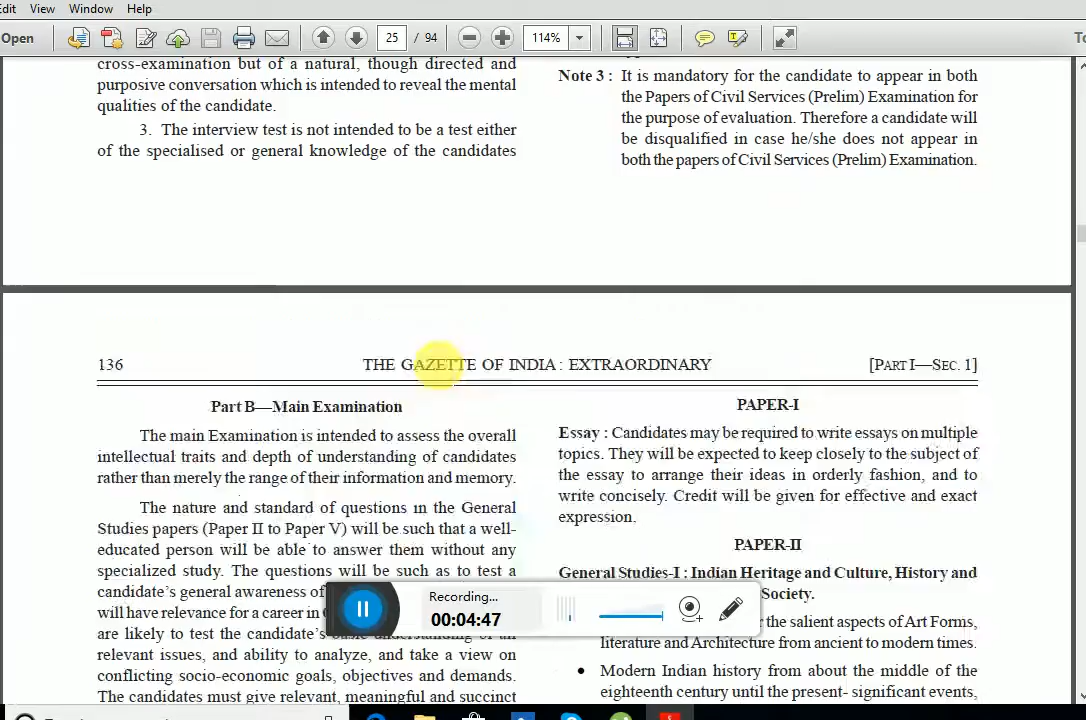 Edit View Window Help
Open 25 / 94 114% To
cross-examination but of a natural, though directed and
purposive conversation which is intended to reveal the mental
qualities of the candidate.
3. The interview test is not intended to be a test either
of the specialised or general knowledge of the candidates
Note 3 : It is mandatory for the candidate to appear in both
the Papers of Civil Services (Prelim) Examination for
the purpose of evaluation. Therefore a candidate will
be disqualified in case he/she does not appear in
both the papers of Civil Services (Prelim) Examination.
136 THE GAZETTE OF INDIA : EXTRAORDINARY [PART I—SEC. 1]
Part B—Main Examination
The main Examination is intended to assess the overall
intellectual traits and depth of understanding of candidates
rather than merely the range of their information and memory.
The nature and standard of questions in the General
Studies papers (Paper II to Paper V) will be such that a well-
educated person will be able to answer them without any
specialized study. The questions will be such as to test a
candidate's general awareness of
will have relevance for a career in
are likely to test the candidate's basic understanding of all
relevant issues, and ability to analyze, and take a view on
conflicting socio-economic goals, objectives and demands.
The candidates must give relevant, meaningful and succinct
PAPER-I
Essay : Candidates may be required to write essays on multiple
topics. They will be expected to keep closely to the subject of
the essay to arrange their ideas in orderly fashion, and to
write concisely. Credit will be given for effective and exact
expression.
PAPER-II
General Studies-I : Indian Heritage and Culture, History and
Society.
the salient aspects of Art Forms,
literature and Architecture from ancient to modern times.
• Modern Indian history from about the middle of the
eighteenth century until the present- significant events,
Recording...
00:04:47